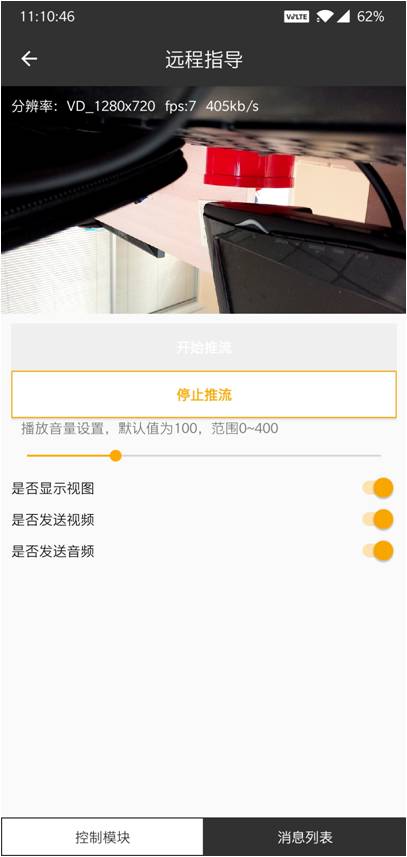 11:10:46 VoLTE 62%
远程指导
分辨率：VD_1280x720 fps:7 405kb/s
开始推流
停止推流
播放音量设置，默认值为100，范围0~400
是否显示视图
是否发送视频
是否发送音频
控制模块 消息列表